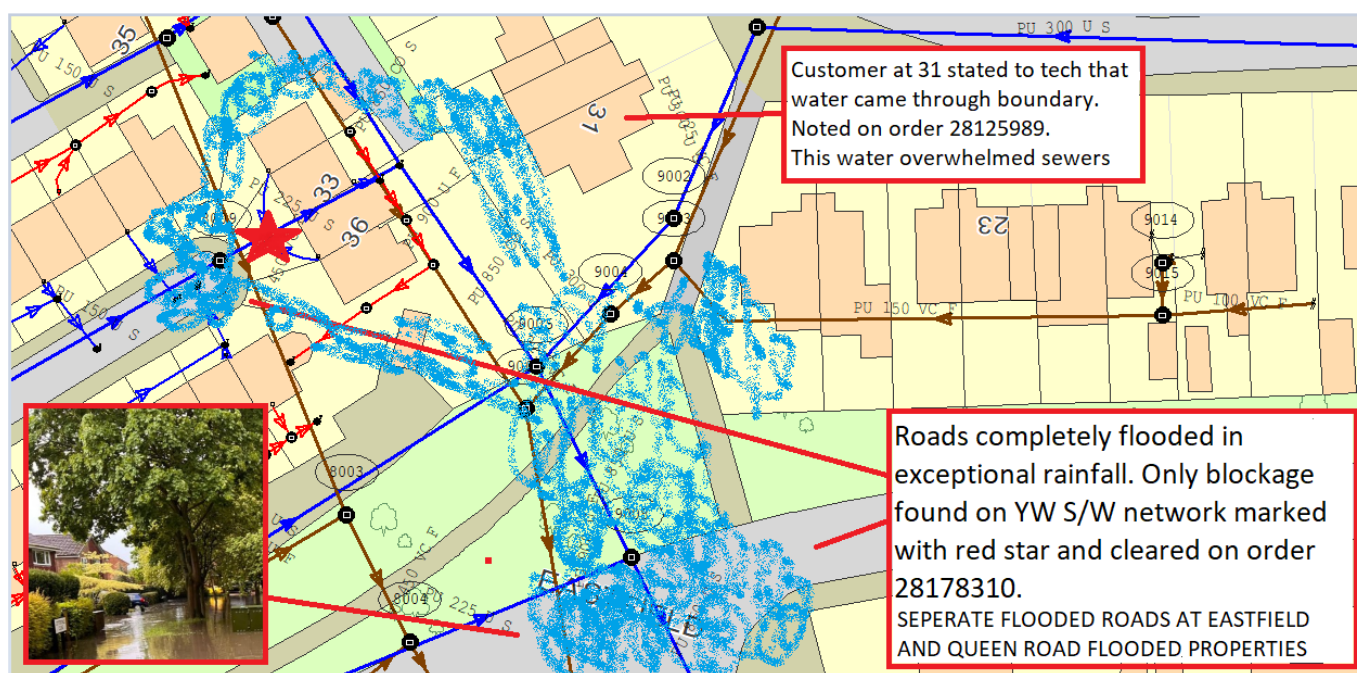 35
PU 150 U S
PU 300 U S
Customer at 31 stated to tech that
water came through boundary.
Noted on order 28125989.
This water overwhelmed sewers
31
9002
33
PU 225 U S
36
23
9014
9004
9015
PU 100 VC F
PU 150 VC F
PU 150 U S
9003
8003
Roads completely flooded in
exceptional rainfall. Only blockage
found on YW S/W network marked
with red star and cleared on order
28178310.
SEPERATE FLOODED ROADS AT EASTFIELD
AND QUEEN ROAD FLOODED PROPERTIES
450 VC F
8004
PU 225 U S